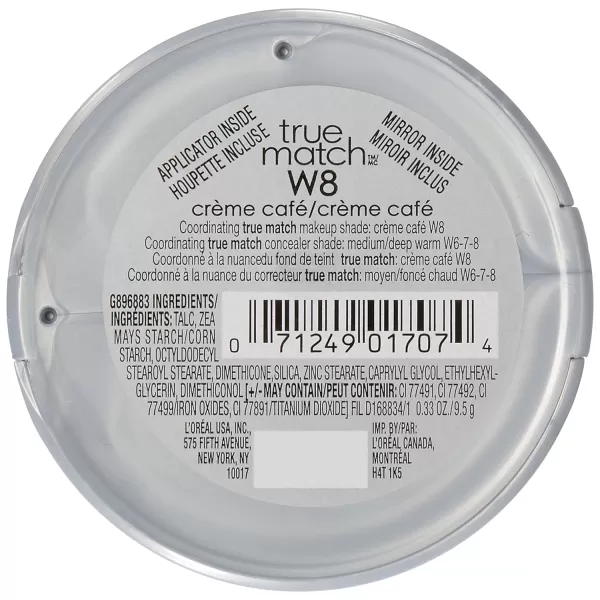 APPLICATOR INSIDE
HOUPETTE INCLUSE
true
match TM/MC
MIRROR INSIDE
MIROIR INCLUS
W8
crème café/crème café
Coordinating true match makeup shade: crème café W8
Coordinating true match concealer shade: medium/deep warm W6-7-8
Coordonné à la nuancedu fond de teint true match: crème café W8
Coordonné à la nuance du correcteur true match: moyen/foncé chaud W6-7-8
G896883 INGREDIENTS/
INGRÉDIENTS: TALC, ZEA
MAYS STARCH/CORN
STARCH, OCTYLDODECYL
0 71249 01707 4
STEAROYL STEARATE, DIMETHICONE, SILICA, ZINC STEARATE, CAPRYLYL GLYCOL, ETHYLHEXYL-
GLYCERIN, DIMETHICONOL [+/-MAY CONTAIN/PEUT CONTENIR: CI 77491, CI 77492, CI
77499/IRON OXIDES, CI 77891/TITANIUM DIOXIDE] FIL D168834/1 0.33 OZ./9.5 g
L'ORÉAL USA, INC.,
575 FIFTH AVENUE,
NEW YORK, NY
10017
IMP. BY/PAR:
L'ORÉAL CANADA,
MONTRÉAL
H4T 1K5